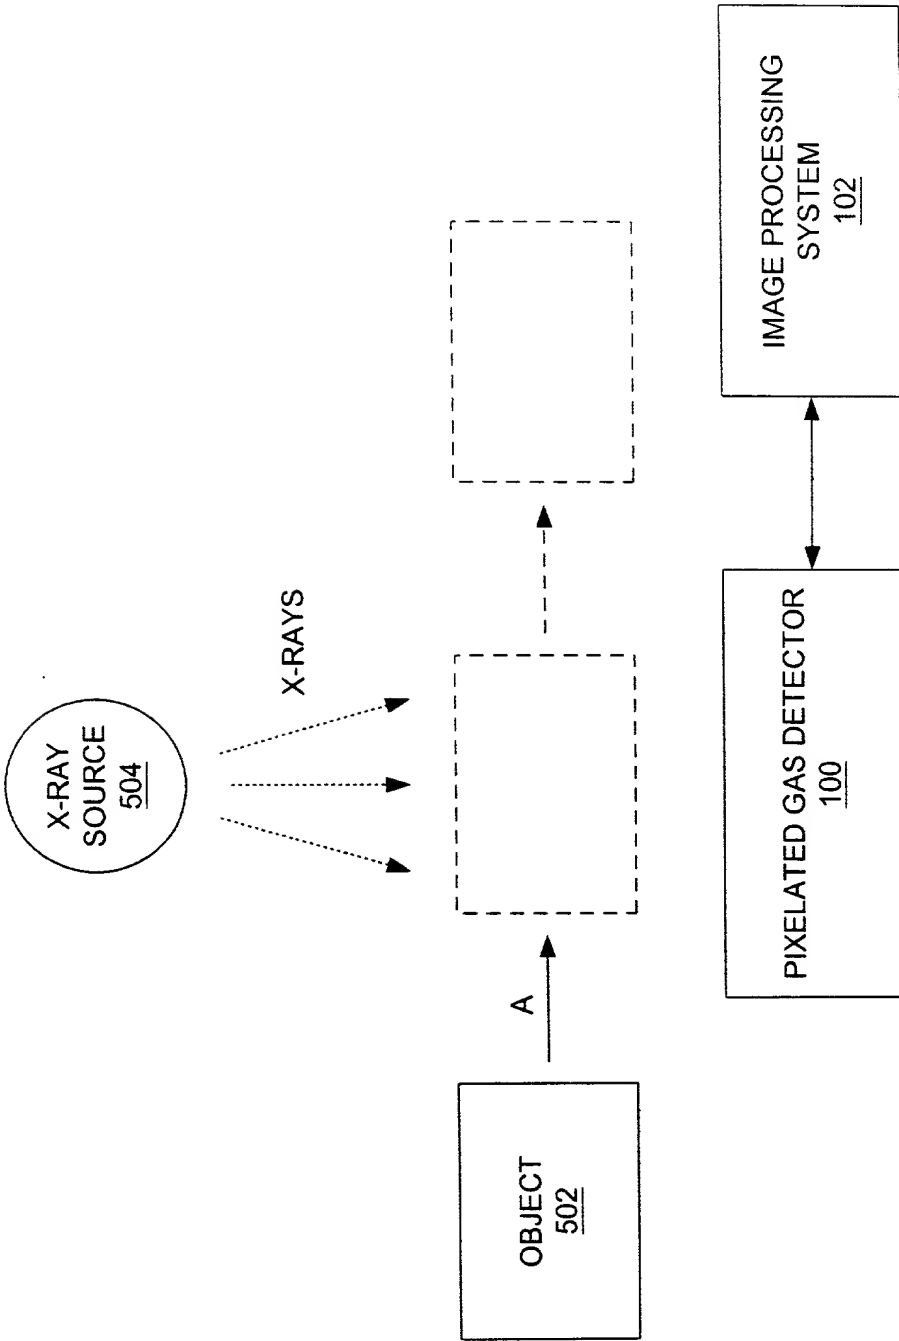 X-RAY
SOURCE
504
X-RAYS
OBJECT
502
A
PIXELATED GAS DETECTOR
100
IMAGE PROCESSING
SYSTEM
102